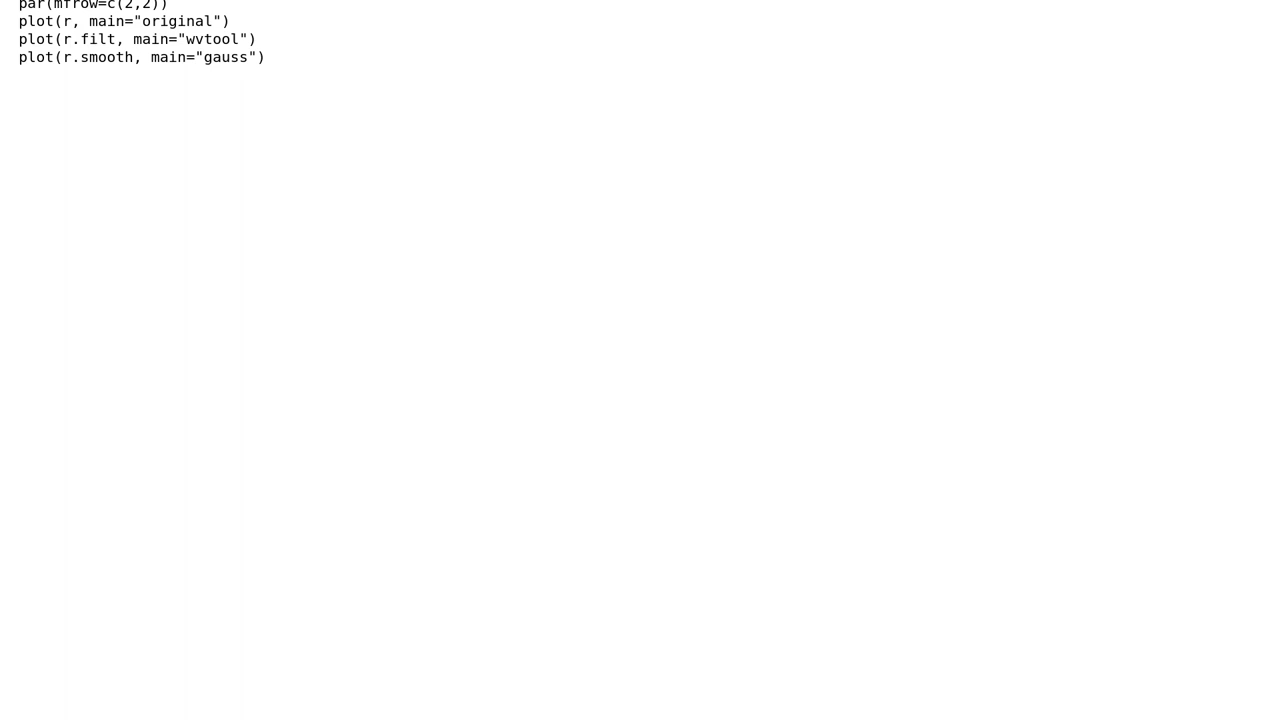 par(mfrow=c(2,2))
plot(r, main="original")
plot(r.filt, main="wvtool")
plot(r.smooth, main="gauss")